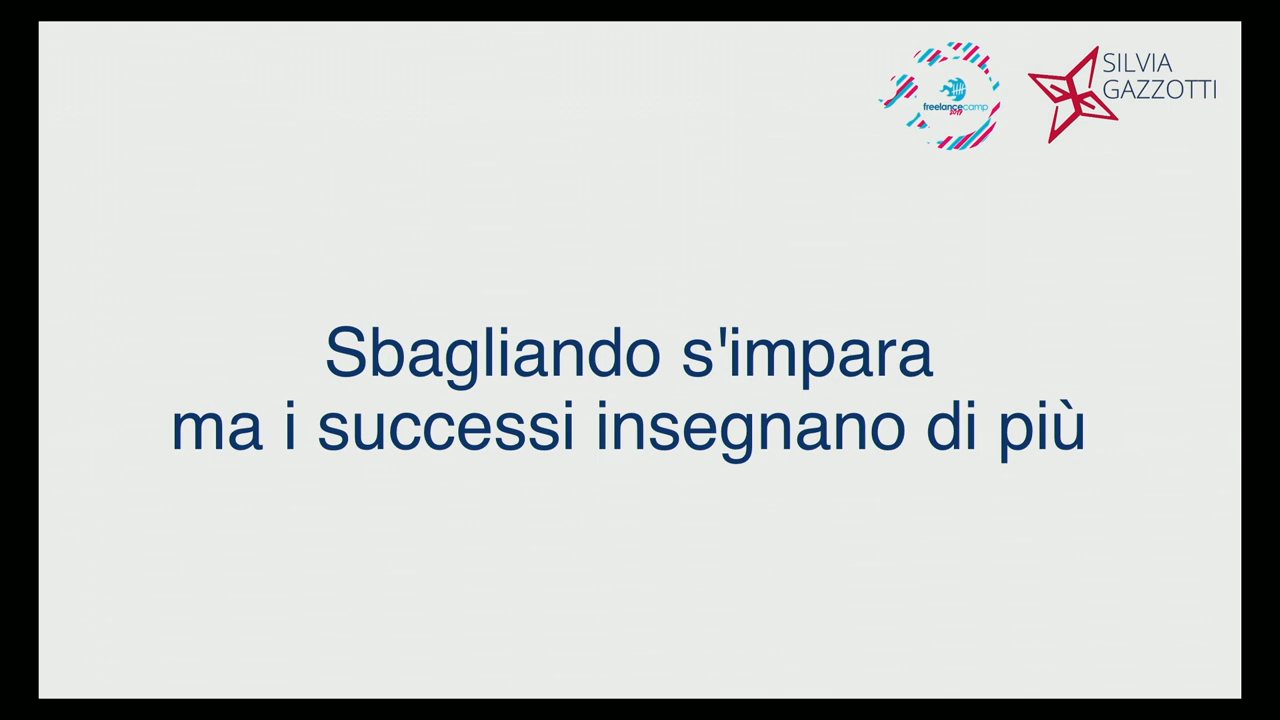 freelancecamp
SILVIA
GAZZOTTI
Sbagliando s'impara
ma i successi insegnano di più